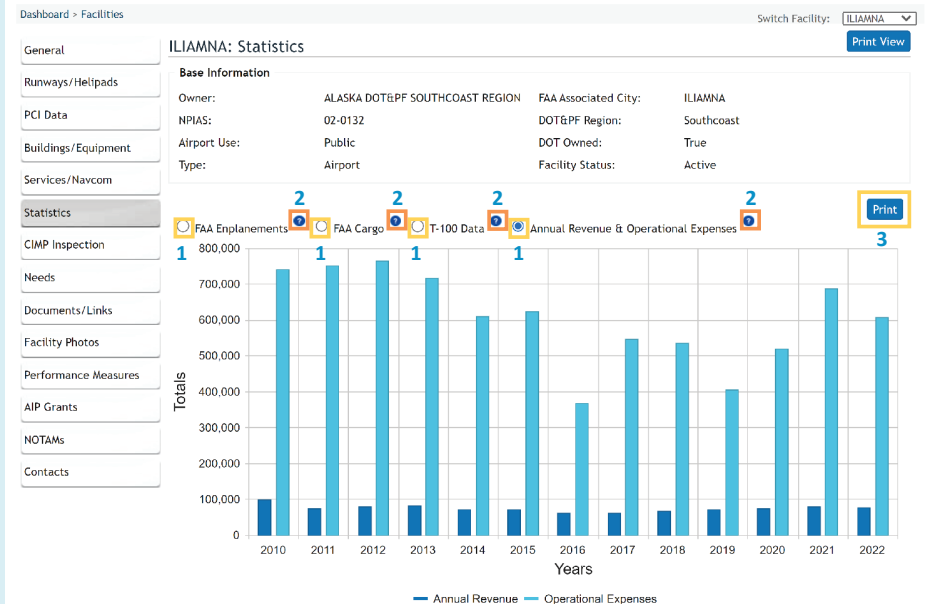 Dashboard > Facilities
Switch Facility: ILIAMNA
General
ILIAMNA: Statistics
Print View
Runways/Helipads
PCI Data
Buildings/Equipment
Services/Navcom
Statistics
CIMP Inspection
Needs
Documents/Links
Facility Photos
Performance Measures
AIP Grants
NOTAMs
Contacts
Base Information
Owner: ALASKA DOT&PF SOUTHCOAST REGION FAA Associated City: ILIAMNA
NPIAS: 02-0132 DOT&PF Region: Southcoast
Airport Use: Public DOT Owned: True
Type: Airport Facility Status: Active
2 2 2 2
FAA Enplanements ? FAA Cargo ? T-100 Data ? Annual Revenue & Operational Expenses ? Print
1 1 1 1 3
800,000
700,000
600,000
500,000
400,000
300,000
200,000
100,000
0
Totals
2010 2011 2012 2013 2014 2015 2016 2017 2018 2019 2020 2021 2022
Years
Annual Revenue Operational Expenses